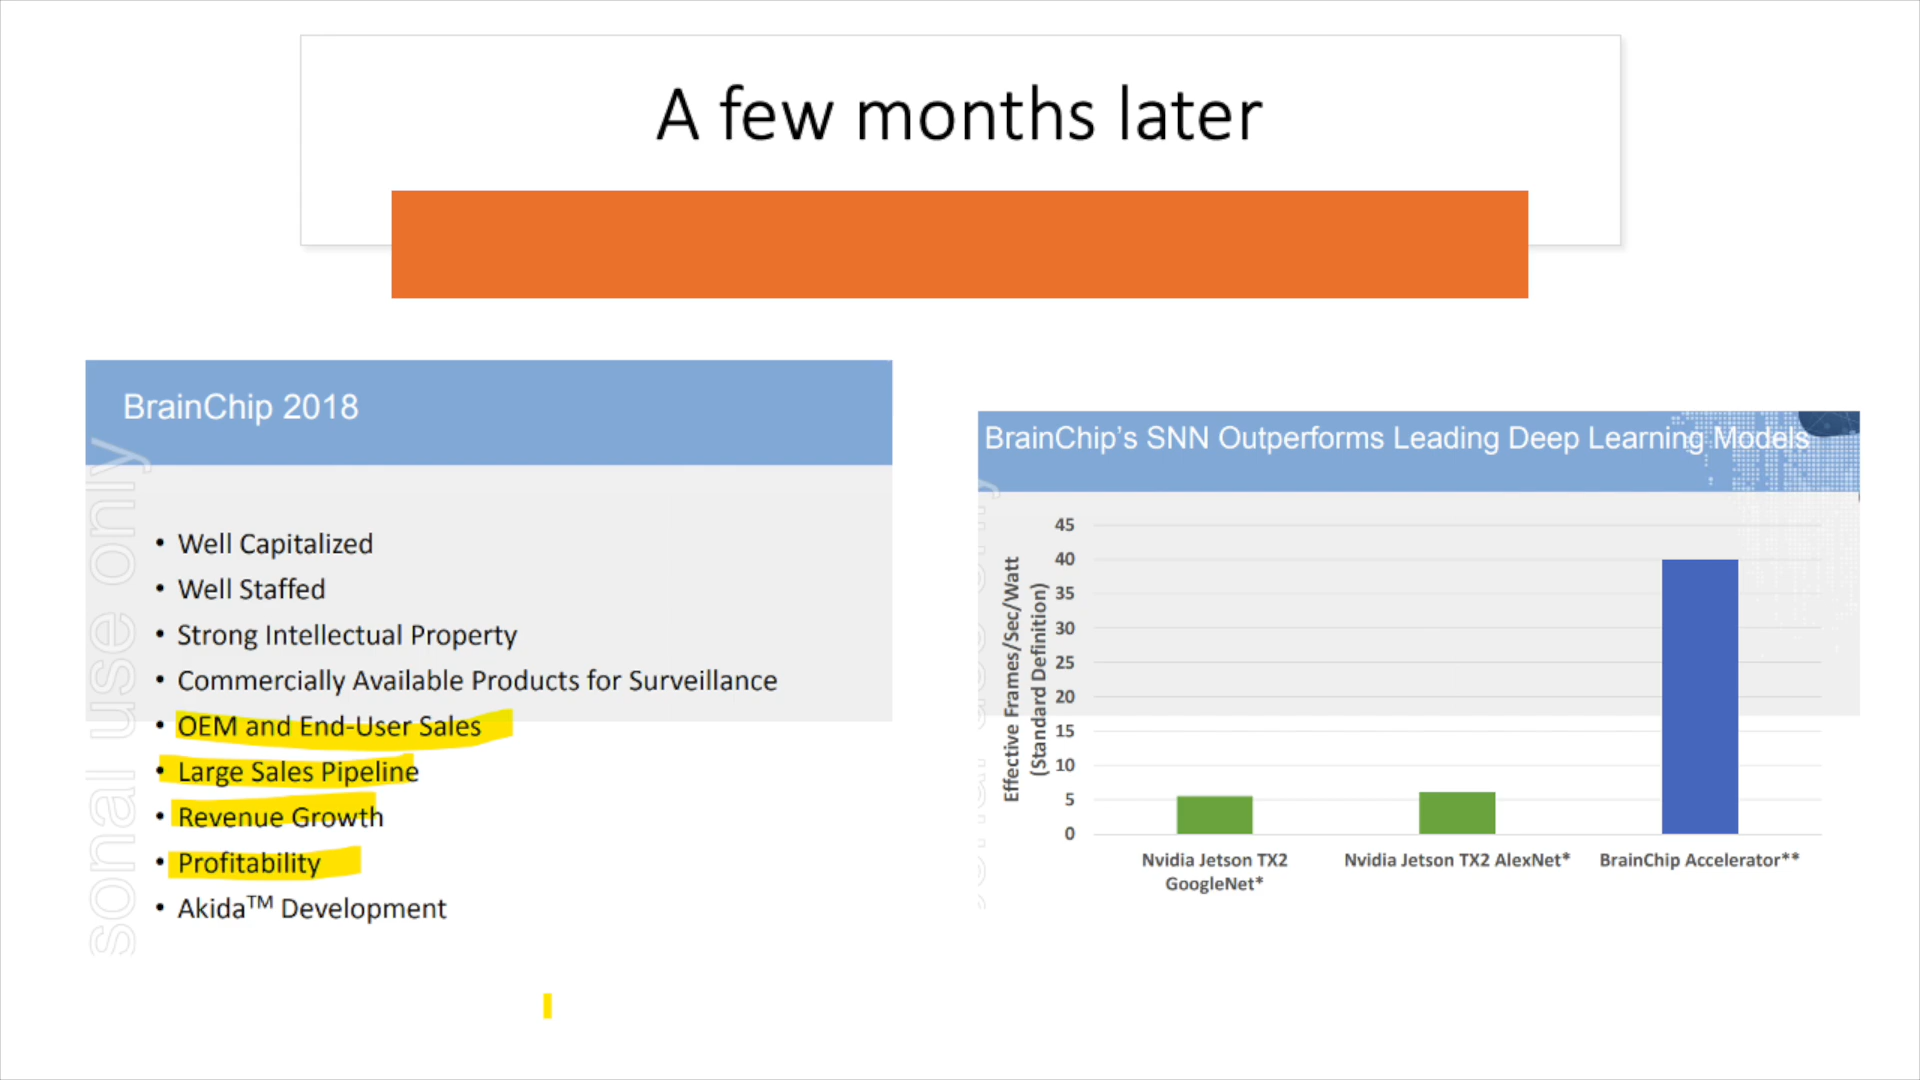 A few months later
BrainChip 2018
sonal use only
• Well Capitalized
• Well Staffed
• Strong Intellectual Property
• Commercially Available Products for Surveillance
• OEM and End-User Sales
• Large Sales Pipeline
• Revenue Growth
• Profitability
• Akida™ Development
BrainChip's SNN Outperforms Leading Deep Learning Models
Effective Frames/Sec/Watt
(Standard Definition)
45
40
35
30
25
20
15
10
5
0
Nvidia Jetson TX2
GoogleNet*
Nvidia Jetson TX2 AlexNet*
BrainChip Accelerator**